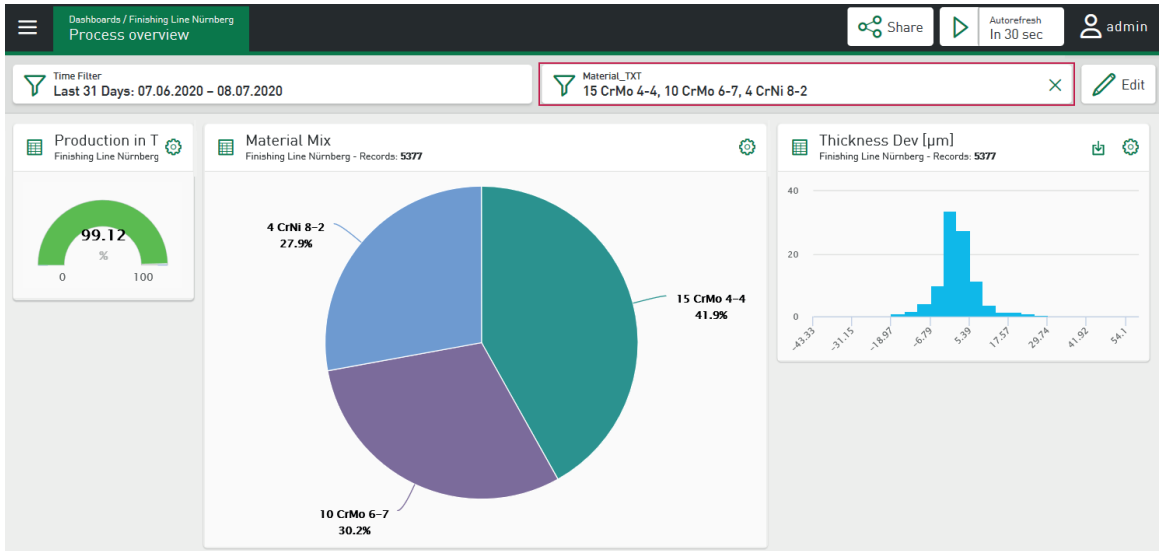 Dashboards / Finishing Line Nürnberg
Process overview
Share
Autorefresh
In 30 sec
admin
Time Filter
Last 31 Days: 07.06.2020 – 08.07.2020
Material_TXT
15 CrMo 4-4, 10 CrMo 6-7, 4 CrNi 8-2
Edit
Production in T
Finishing Line Nürnberg
99.12
%
0
100
Material Mix
Finishing Line Nürnberg - Records: 5377
4 CrNi 8-2
27.9%
15 CrMo 4-4
41.9%
10 CrMo 6-7
30.2%
Thickness Dev [µm]
Finishing Line Nürnberg - Records: 5377
40
20
0
-43.33
-31.15
-18.97
-6.79
5.39
17.57
29.74
41.92
54.1